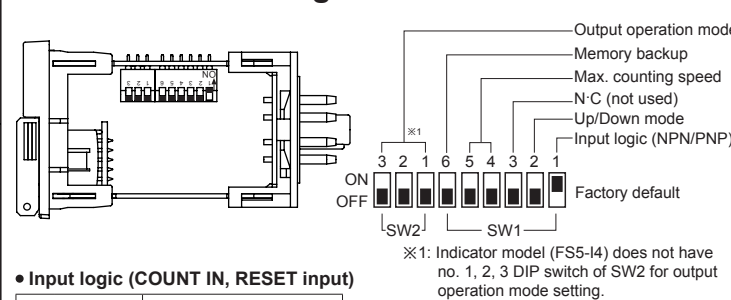 Output operation mode
Memory backup
Max. counting speed
N·C (not used)
Up/Down mode
Input logic (NPN/PNP)
※1
3 2 1 6 5 4 3 2 1
ON
OFF
Factory default
SW2 SW1
※1: Indicator model (FS5-I4) does not have
no. 1, 2, 3 DIP switch of SW2 for output
operation mode setting.
3 2 1 6 5 4 3 2 1
ON
● Input logic (COUNT IN, RESET input)